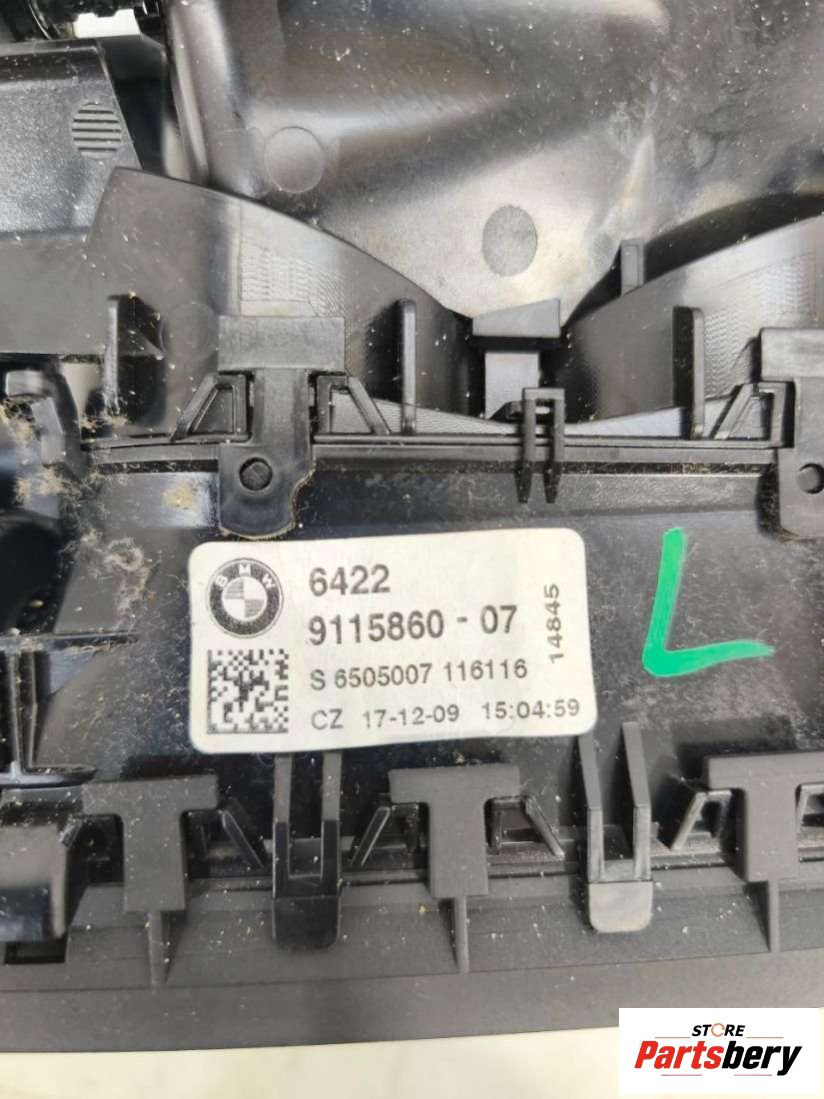 BMW
6422
9115860 - 07
14845
S 6505007 116116
CZ 17-12-09 15:04:59
L
STORE
Partsbery